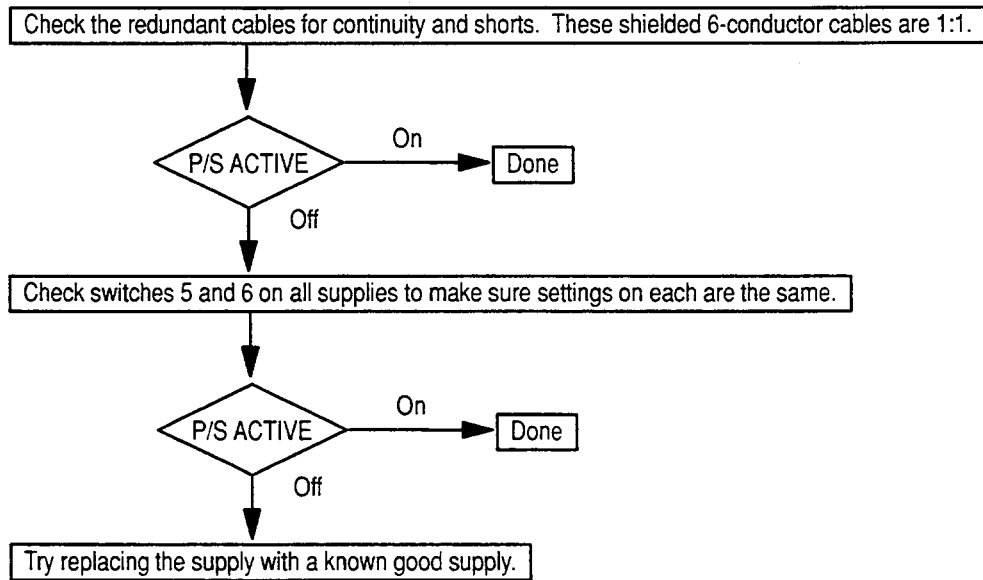 Check the redundant cables for continuity and shorts. These shielded 6-conductor cables are 1:1.
On
P/S ACTIVE
Done
Off
Check switches 5 and 6 on all supplies to make sure settings on each are the same.
On
P/S ACTIVE
Done
Off
Try replacing the supply with a known good supply.